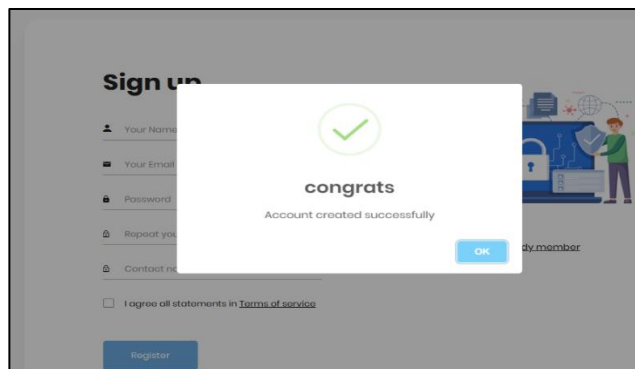 Sign up
Your Name
Your Email
Password
Repeat you
Contact no
I agree all statements in Terms of service
Register
congrats
Account created successfully
OK
dy member